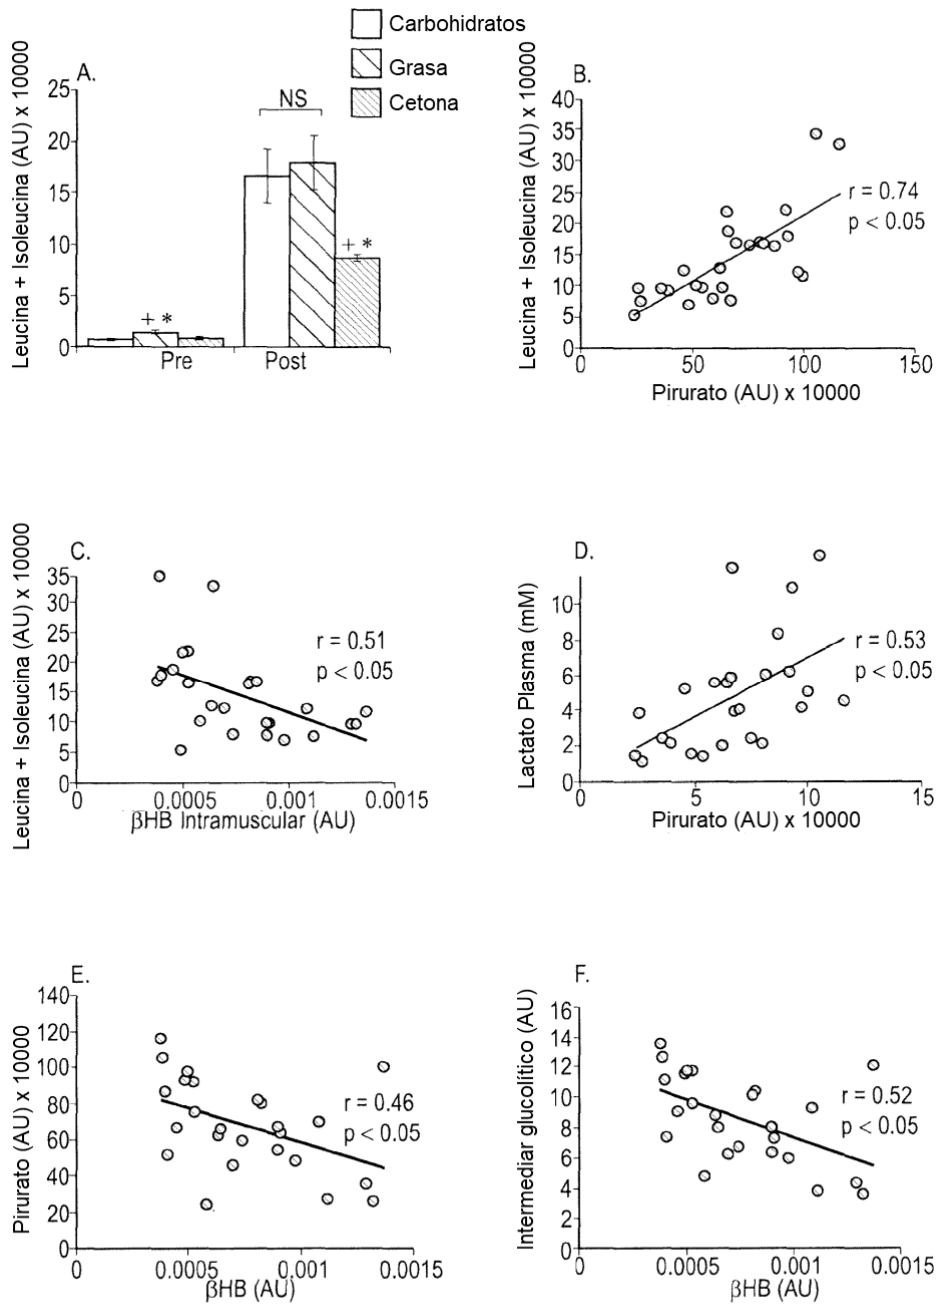 Carbohidratos
Grasa
Cetona
A.
Leucina + Isoleucina (AU) x 10000
25
20
15
10
5
0
NS
+ *
+ *
Pre
Post
B.
Leucina + Isoleucina (AU) x 10000
40
35
30
25
20
15
10
5
0
r = 0.74
p < 0.05
0
50
100
150
Pirurato (AU) x 10000
C.
Leucina + Isoleucina (AU) x 10000
35
30
25
20
15
10
5
0
r = 0.51
p < 0.05
0
0.0005
0.001
0.0015
βHB Intramuscular (AU)
D.
Lactato Plasma (mM)
10
8
6
4
2
0
r = 0.53
p < 0.05
0
5
10
15
Pirurato (AU) x 10000
E.
Pirurato (AU) x 10000
140
120
100
80
60
40
20
0
r = 0.46
p < 0.05
0
0.0005
0.001
0.0015
βHB (AU)
F.
Intermediar glucolítico (AU)
16
14
12
10
8
6
4
2
0
r = 0.52
p < 0.05
0
0.0005
0.001
0.0015
βHB (AU)